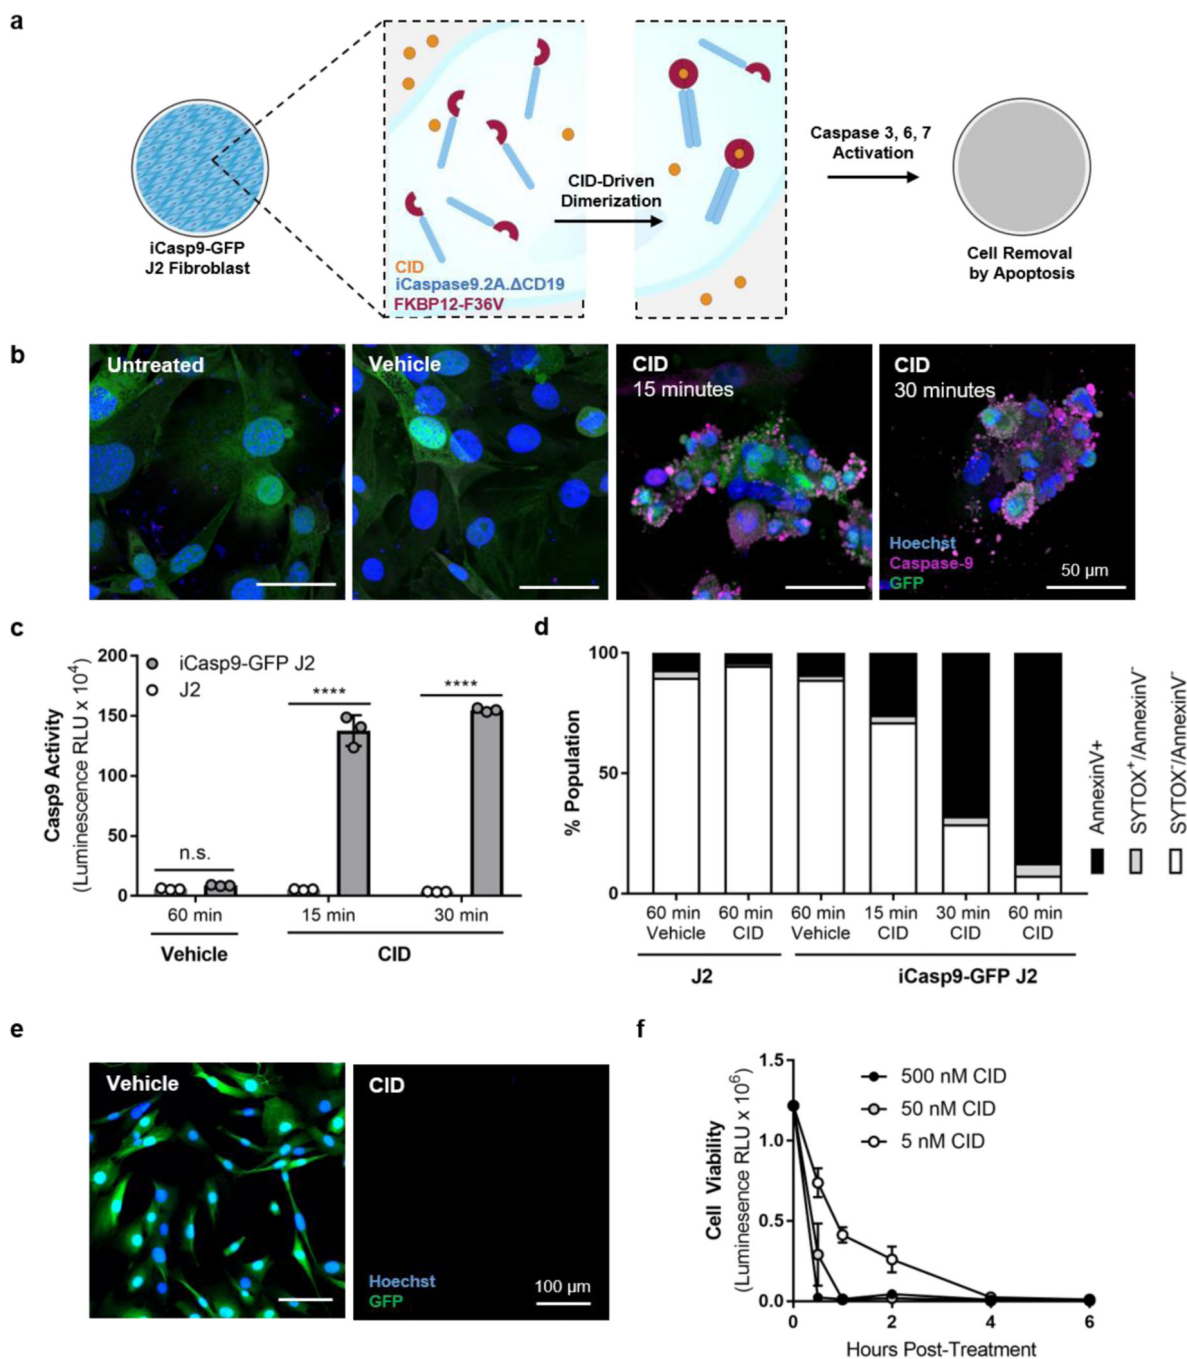 a
iCasp9-GFP
J2 Fibroblast
CID
iCaspase9.2A.ΔCD19
FKBP12-F36V
CID-Driven
Dimerization
Caspase 3, 6, 7
Activation
Cell Removal
by Apoptosis
b
Untreated
Vehicle
CID
15 minutes
CID
30 minutes
Hoechst
Caspase-9
GFP
50 µm
c
Casp9 Activity
(Luminescence RLU x 10⁴)
200
150
100
50
0
iCasp9-GFP J2
J2
n.s.
****
****
60 min
15 min
30 min
Vehicle
CID
d
% Population
100
50
0
60 min
Vehicle
60 min
CID
60 min
Vehicle
15 min
CID
30 min
CID
60 min
CID
J2
iCasp9-GFP J2
AnnexinV+
SYTOX⁺/AnnexinV⁻
SYTOX⁻/AnnexinV⁻
e
Vehicle
CID
Hoechst
GFP
100 µm
f
Cell Viability
(Luminesence RLU x 10⁶)
1.5
1.0
0.5
0.0
500 nM CID
50 nM CID
5 nM CID
0
2
4
6
Hours Post-Treatment